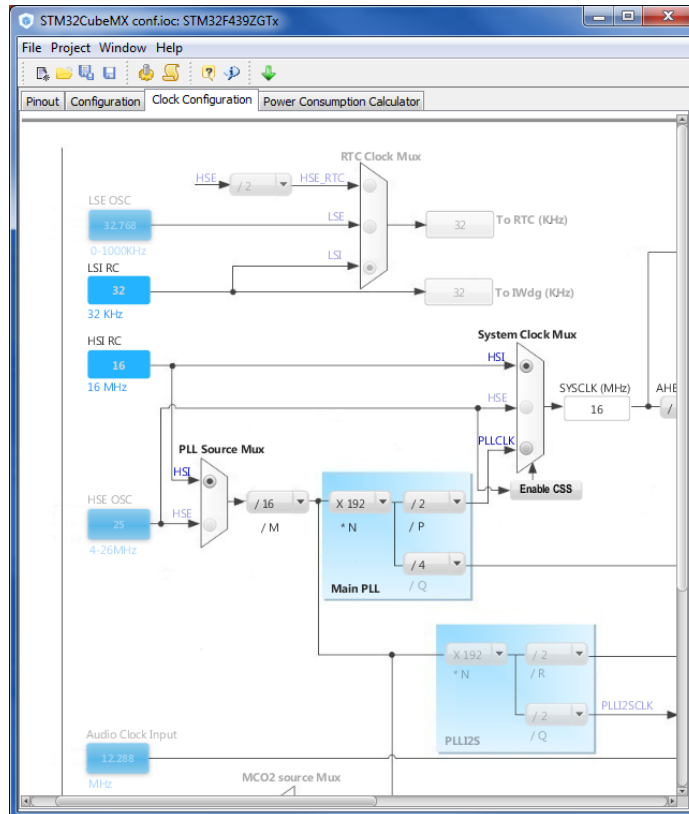 STM32CubeMX conf.ioc: STM32F439ZGTx
File Project Window Help
Pinout Configuration Clock Configuration Power Consumption Calculator
RTC Clock Mux
HSE
/ 2
HSE_RTC
LSE OSC
32.768
0-1000KHz
LSE
32
To RTC (KHz)
LSI RC
LSI
32
32 KHz
32
To IWdg (KHz)
HSI RC
System Clock Mux
16
16 MHz
HSI
HSE
SYSCLK (MHz)
AHB
16
/
PLLCLK
PLL Source Mux
HSI
Enable CSS
HSE OSC
25
4-26MHz
HSE
/ 16
/ M
X 192
* N
/ 2
/ P
/ 4
/ Q
Main PLL
X 192
* N
/ 2
/ R
/ 2
/ Q
PLLI2SCLK
PLLI2S
Audio Clock Input
12.288
MHz
MCO2 source Mux